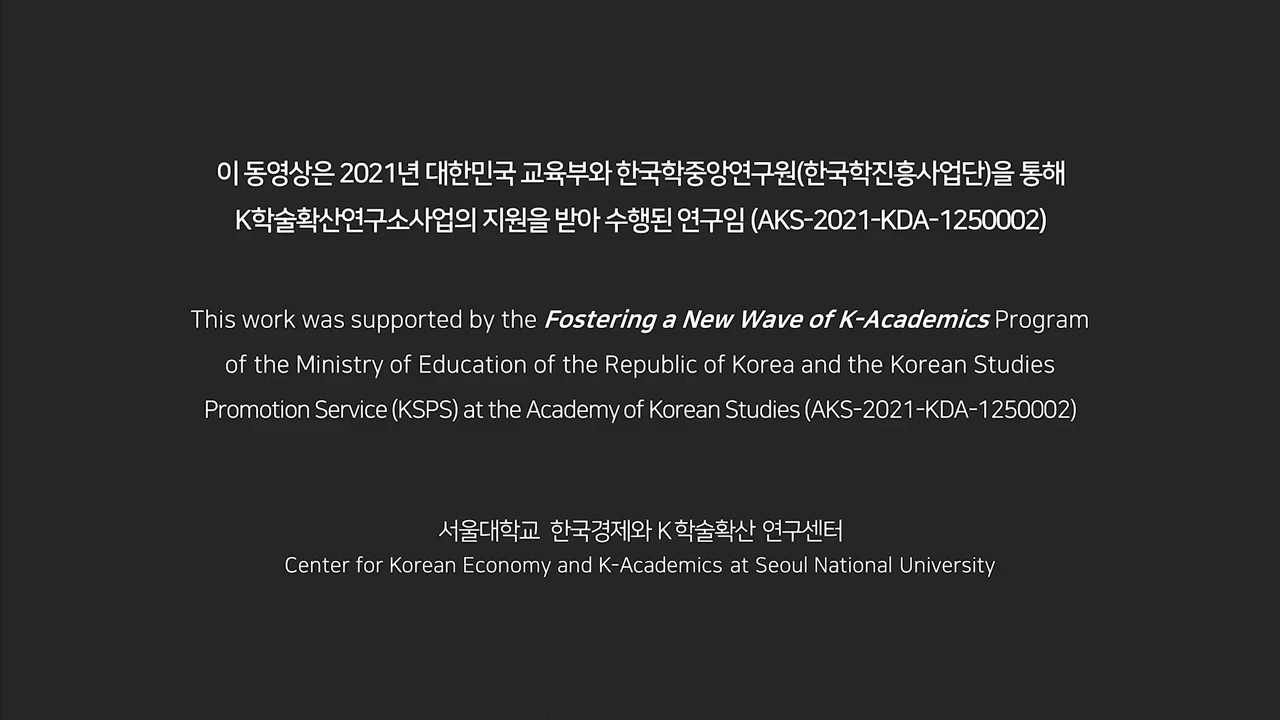 이 동영상은 2021년 대한민국 교육부와 한국학중앙연구원(한국학진흥사업단)을 통해
K학술확산연구소사업의 지원을 받아 수행된 연구임 (AKS-2021-KDA-1250002)
This work was supported by the Fostering a New Wave of K-Academics Program
of the Ministry of Education of the Republic of Korea and the Korean Studies
Promotion Service (KSPS) at the Academy of Korean Studies (AKS-2021-KDA-1250002)
서울대학교 한국경제와 K학술확산 연구센터
Center for Korean Economy and K-Academics at Seoul National University